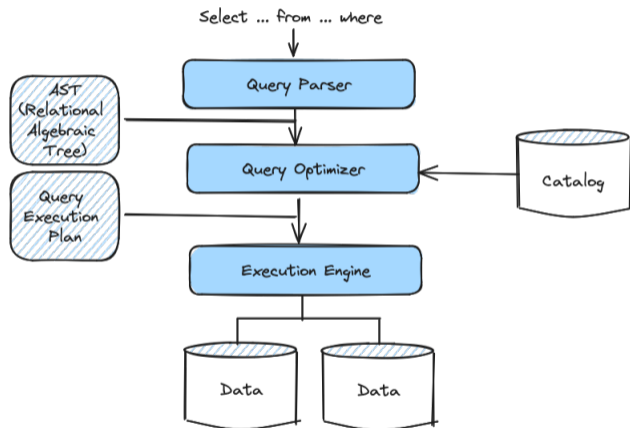 Select ... from ... where
Query Parser
AST
(Relational
Algebraic
Tree)
Query Optimizer
Catalog
Query
Execution
Plan
Execution Engine
Data
Data